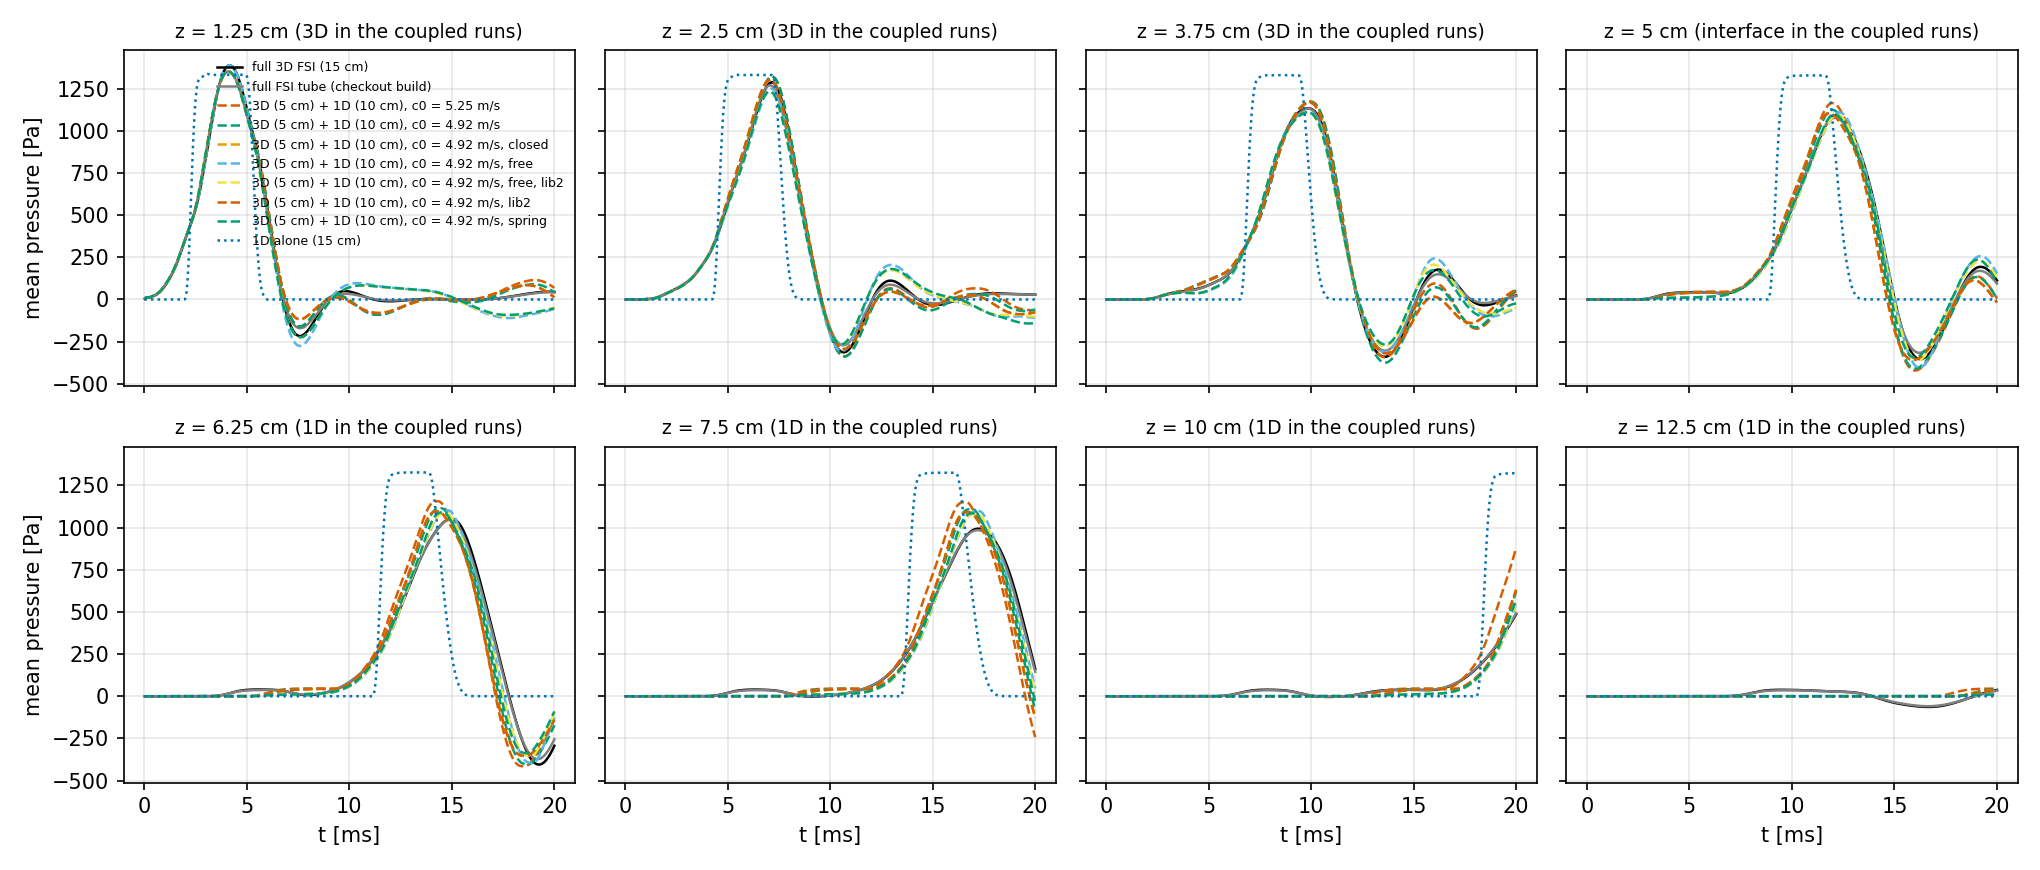 z = 1.25 cm (3D in the coupled runs)
z = 2.5 cm (3D in the coupled runs)
z = 3.75 cm (3D in the coupled runs)
z = 5 cm (interface in the coupled runs)
mean pressure [Pa]
1250
1000
750
500
250
0
−250
−500
full 3D FSI (15 cm)
full FSI tube (checkout build)
3D (5 cm) + 1D (10 cm), c0 = 5.25 m/s
3D (5 cm) + 1D (10 cm), c0 = 4.92 m/s
3D (5 cm) + 1D (10 cm), c0 = 4.92 m/s, closed
3D (5 cm) + 1D (10 cm), c0 = 4.92 m/s, free
3D (5 cm) + 1D (10 cm), c0 = 4.92 m/s, free, lib2
3D (5 cm) + 1D (10 cm), c0 = 4.92 m/s, lib2
3D (5 cm) + 1D (10 cm), c0 = 4.92 m/s, spring
1D alone (15 cm)
z = 6.25 cm (1D in the coupled runs)
z = 7.5 cm (1D in the coupled runs)
z = 10 cm (1D in the coupled runs)
z = 12.5 cm (1D in the coupled runs)
mean pressure [Pa]
1250
1000
750
500
250
0
−250
−500
0 5 10 15 20
0 5 10 15 20
0 5 10 15 20
0 5 10 15 20
t [ms]
t [ms]
t [ms]
t [ms]